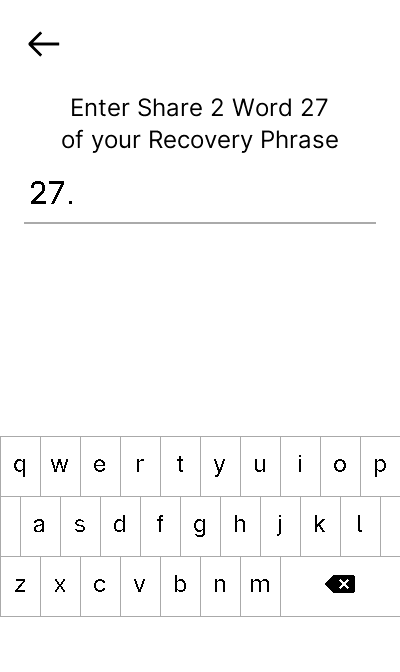 Enter Share 2 Word 27
of your Recovery Phrase
27.
q w e r t y u i o p
a s d f g h j k l
z x c v b n m